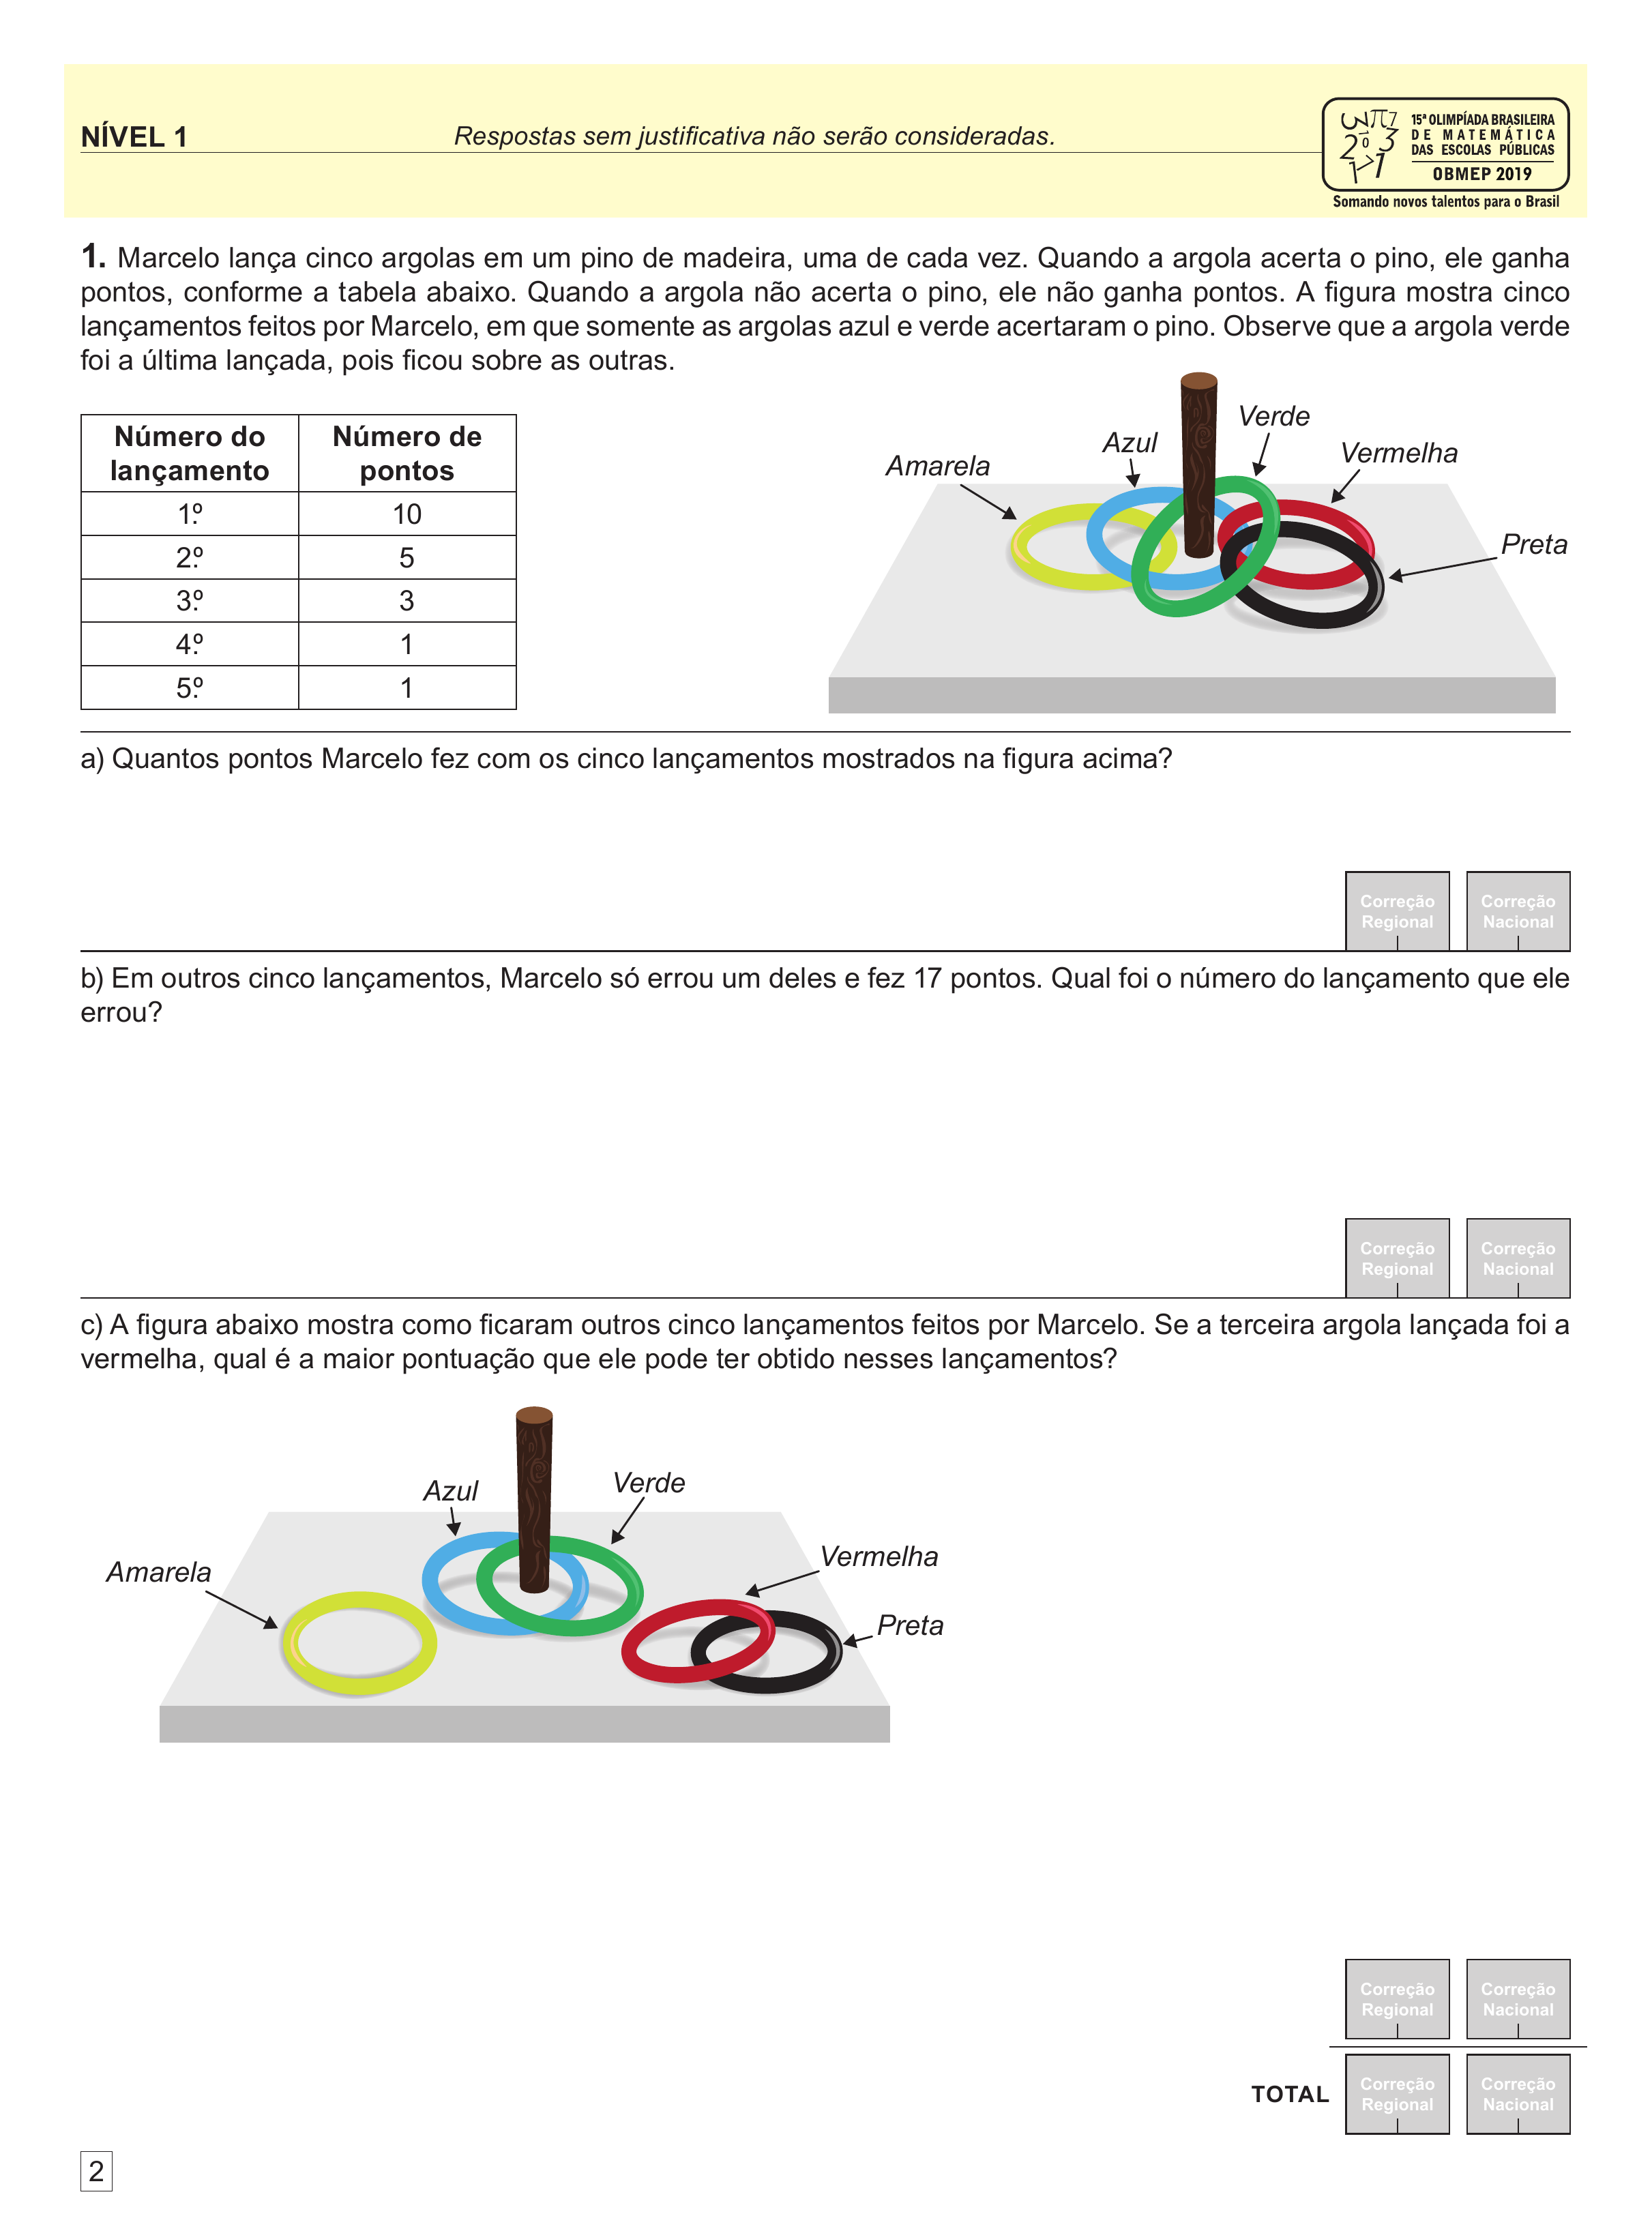 NÍVEL 1
Respostas sem justificativa não serão consideradas.
15ª OLIMPÍADA BRASILEIRA
DE MATEMÁTICA
DAS ESCOLAS PÚBLICAS
OBMEP 2019
Somando novos talentos para o Brasil
1. Marcelo lança cinco argolas em um pino de madeira, uma de cada vez. Quando a argola acerta o pino, ele ganha
pontos, conforme a tabela abaixo. Quando a argola não acerta o pino, ele não ganha pontos. A figura mostra cinco
lançamentos feitos por Marcelo, em que somente as argolas azul e verde acertaram o pino. Observe que a argola verde
foi a última lançada, pois ficou sobre as outras.
Número do lançamento Número de pontos
1.º 10
2.º 5
3.º 3
4.º 1
5.º 1
Amarela
Azul
Verde
Vermelha
Preta
a) Quantos pontos Marcelo fez com os cinco lançamentos mostrados na figura acima?
Correção Regional
Correção Nacional
b) Em outros cinco lançamentos, Marcelo só errou um deles e fez 17 pontos. Qual foi o número do lançamento que ele
errou?
Correção Regional
Correção Nacional
c) A figura abaixo mostra como ficaram outros cinco lançamentos feitos por Marcelo. Se a terceira argola lançada foi a
vermelha, qual é a maior pontuação que ele pode ter obtido nesses lançamentos?
Amarela
Azul
Verde
Vermelha
Preta
Correção Regional
Correção Nacional
TOTAL
Correção Regional
Correção Nacional
2